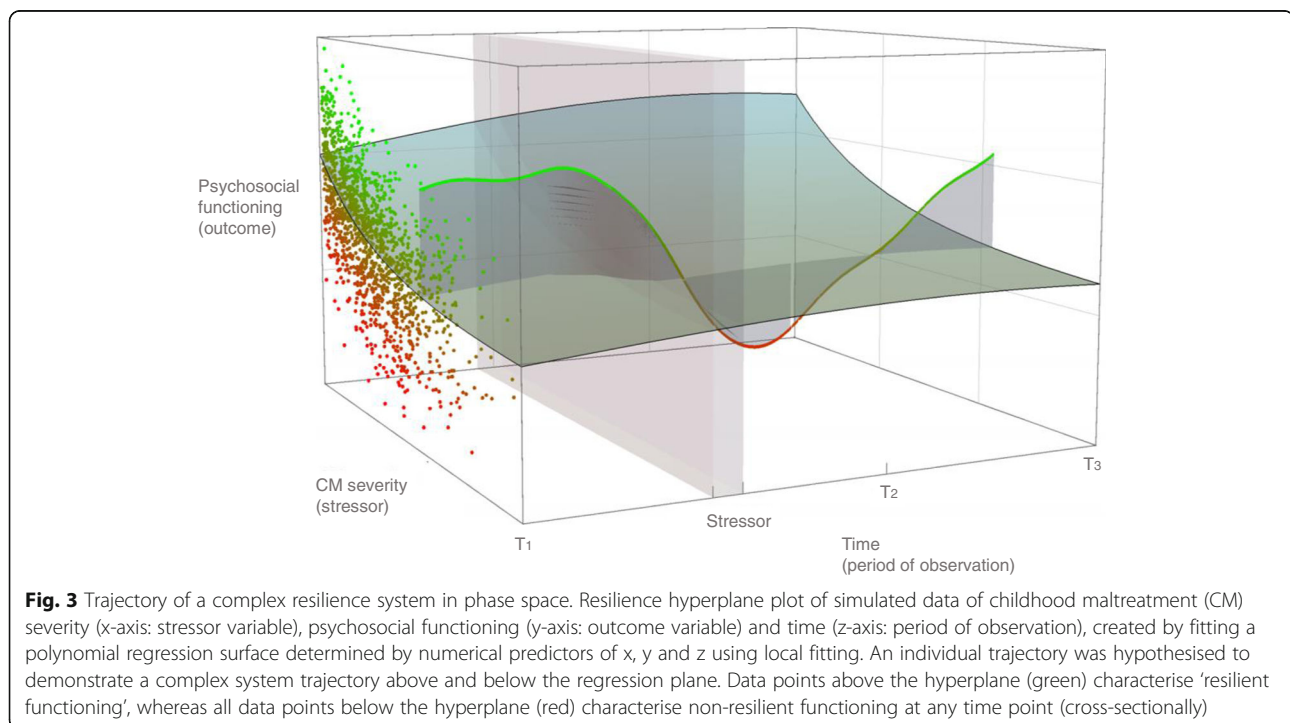 Psychosocial
functioning
(outcome)
CM severity
(stressor)
T1
Stressor
T2
Time
(period of observation)
T3
Fig. 3 Trajectory of a complex resilience system in phase space. Resilience hyperplane plot of simulated data of childhood maltreatment (CM)
severity (x-axis: stressor variable), psychosocial functioning (y-axis: outcome variable) and time (z-axis: period of observation), created by fitting a
polynomial regression surface determined by numerical predictors of x, y and z using local fitting. An individual trajectory was hypothesised to
demonstrate a complex system trajectory above and below the regression plane. Data points above the hyperplane (green) characterise ‘resilient
functioning’, whereas all data points below the hyperplane (red) characterise non-resilient functioning at any time point (cross-sectionally)